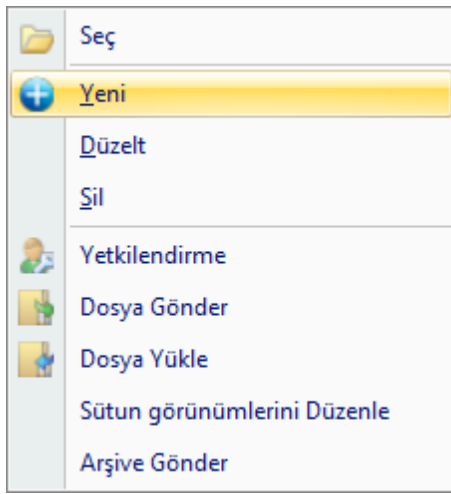 Seç
Yeni
Düzelt
Sil
Yetkilendirme
Dosya Gönder
Dosya Yükle
Sütun görünümlerini Düzenle
Arşive Gönder